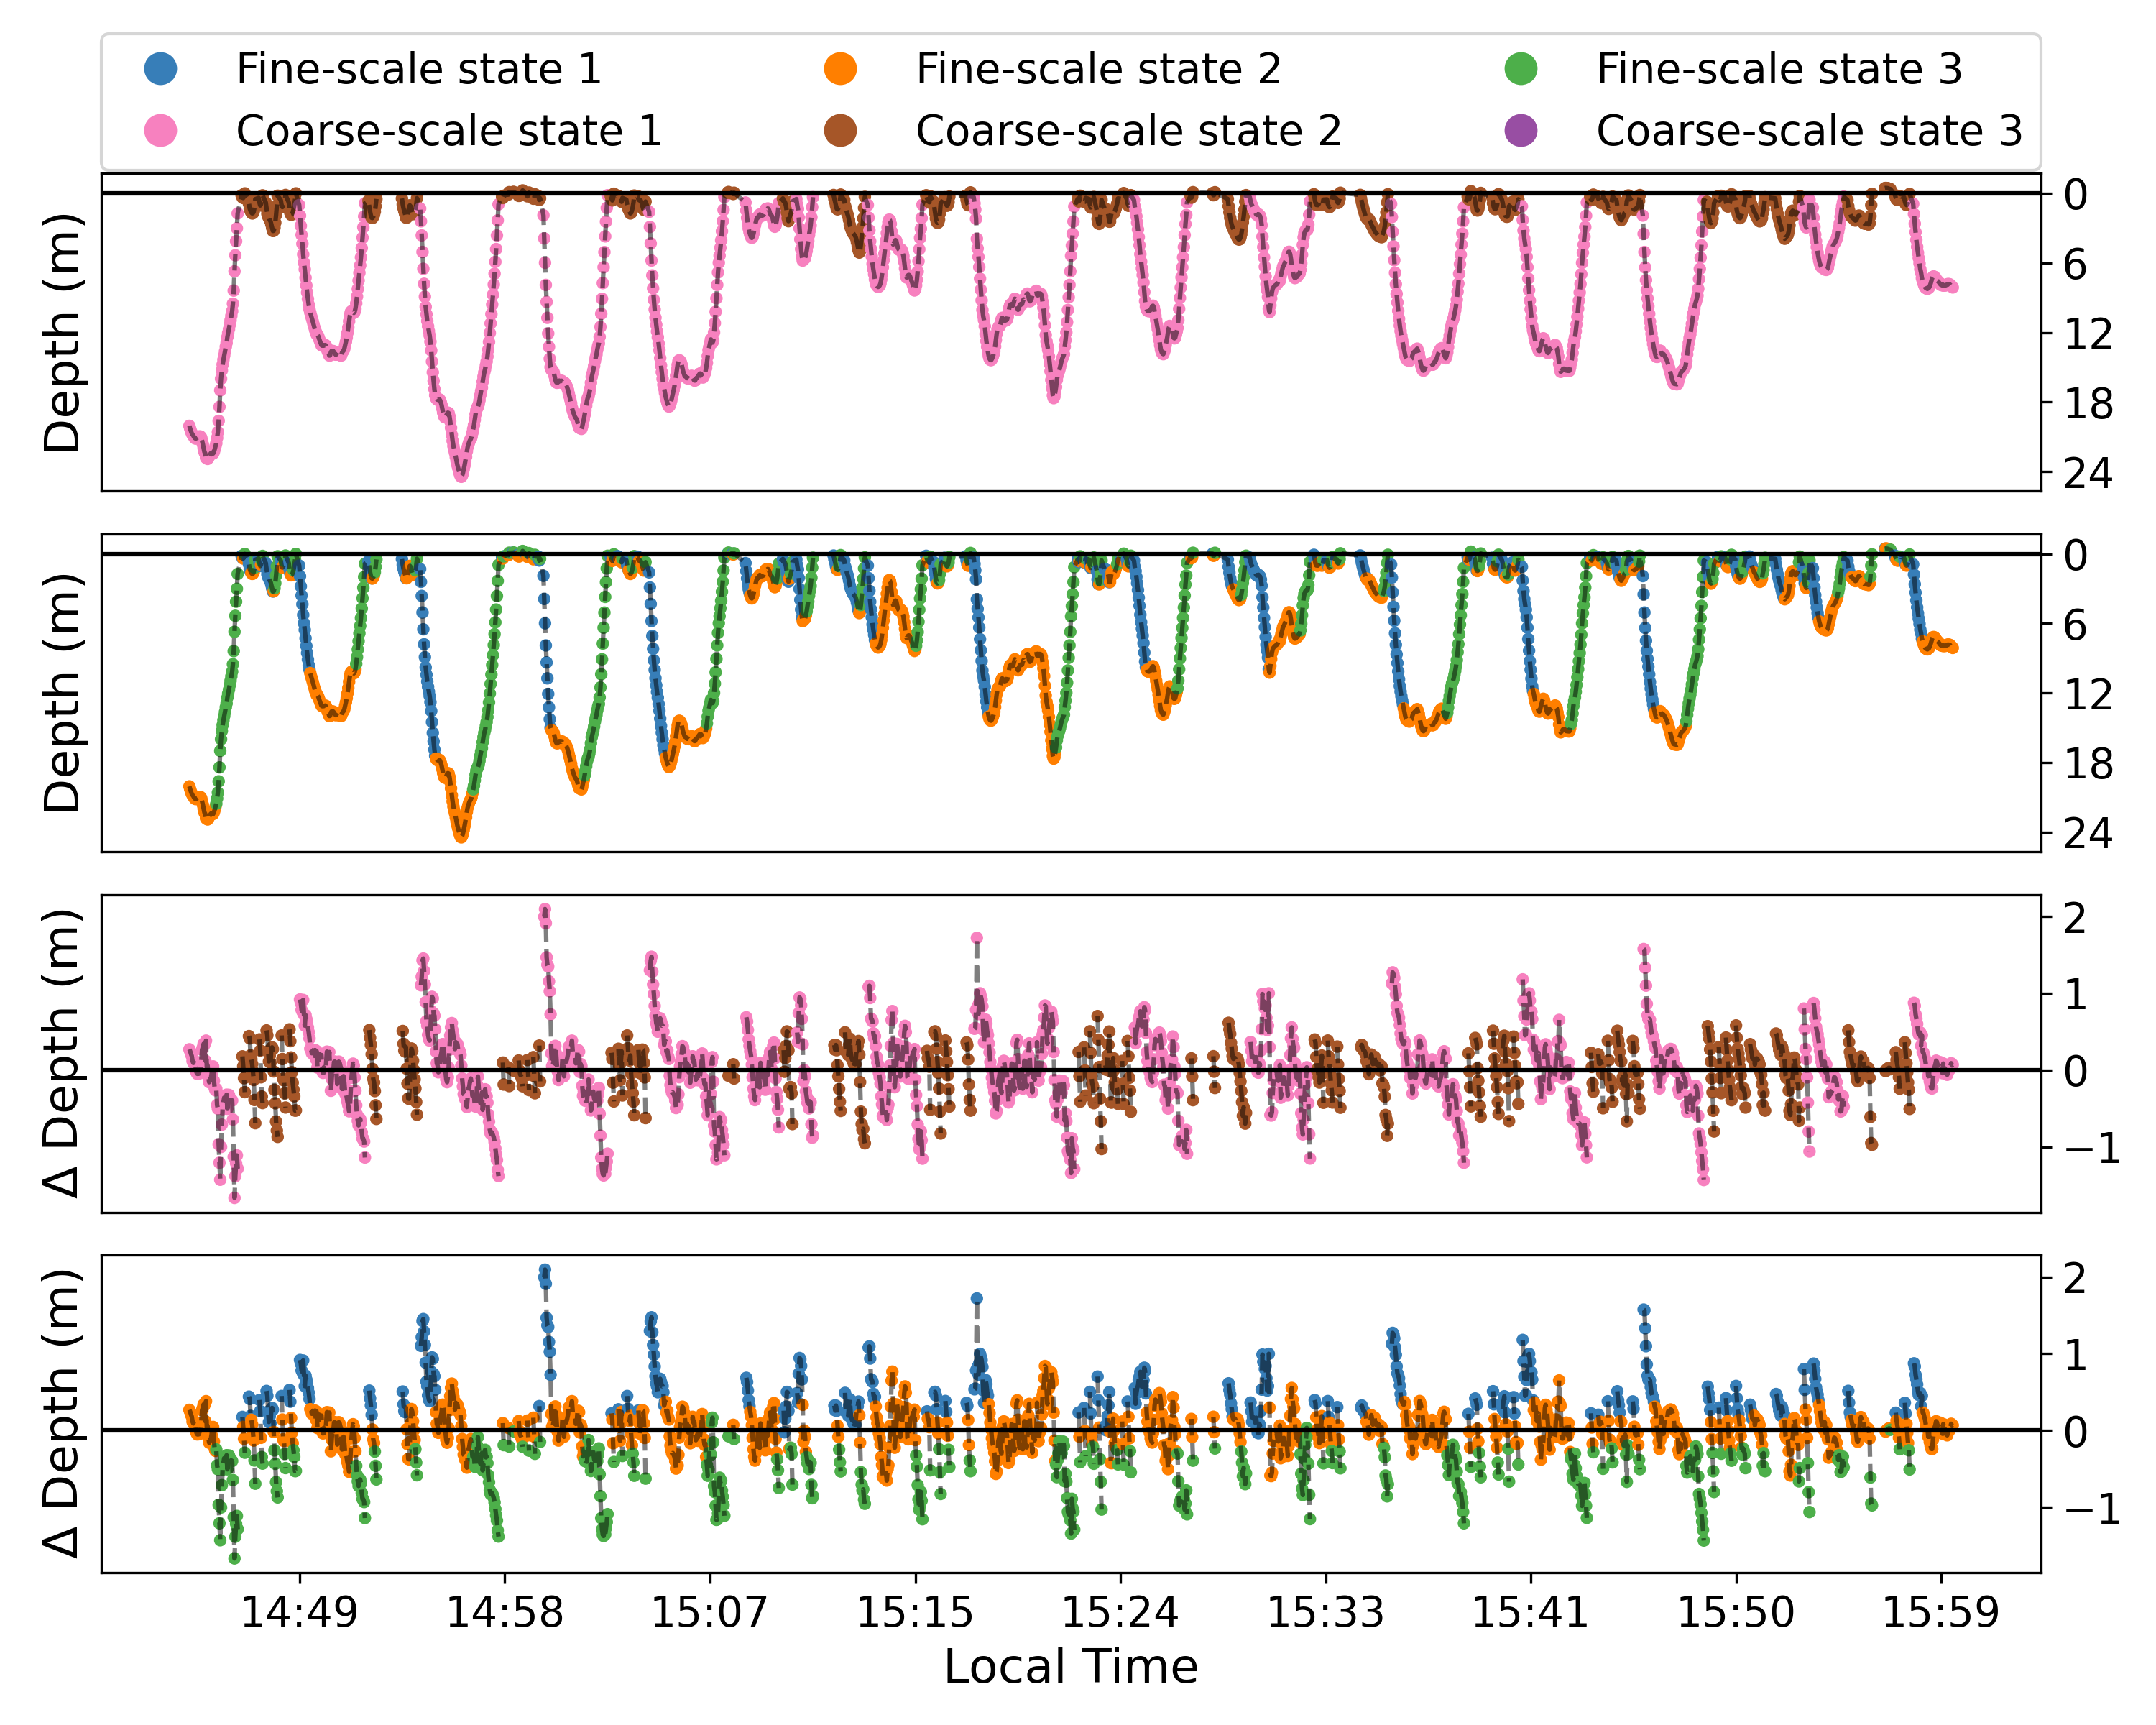 Fine-scale state 1 Fine-scale state 2 Fine-scale state 3
Coarse-scale state 1 Coarse-scale state 2 Coarse-scale state 3
Depth (m)
0
6
12
18
24
Depth (m)
0
6
12
18
24
Δ Depth (m)
2
1
0
−1
Δ Depth (m)
2
1
0
−1
14:49 14:58 15:07 15:15 15:24 15:33 15:41 15:50 15:59
Local Time